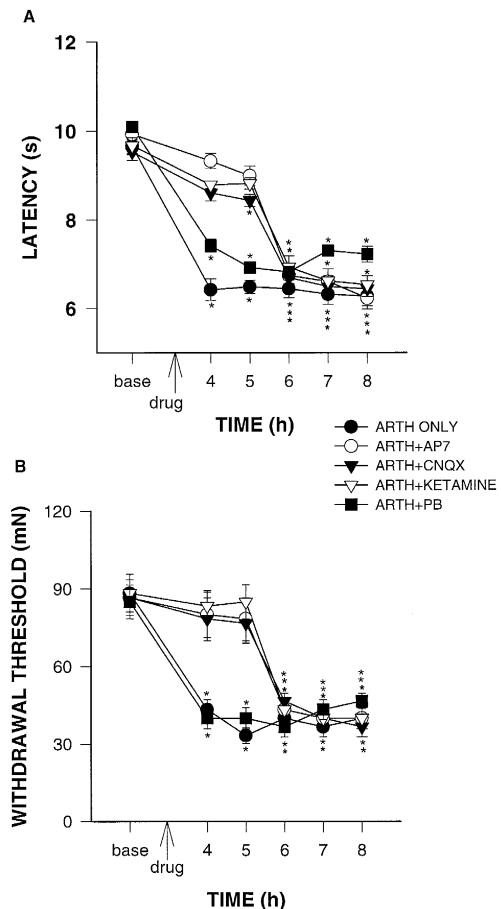 A
12
10
8
6
LATENCY (s)
base 4 5 6 7 8
drug
TIME (h)
ARTH ONLY
ARTH+AP7
ARTH+CNQX
ARTH+KETAMINE
ARTH+PB
B
120
90
60
30
0
WITHDRAWAL THRESHOLD (mN)
base 4 5 6 7 8
drug
TIME (h)